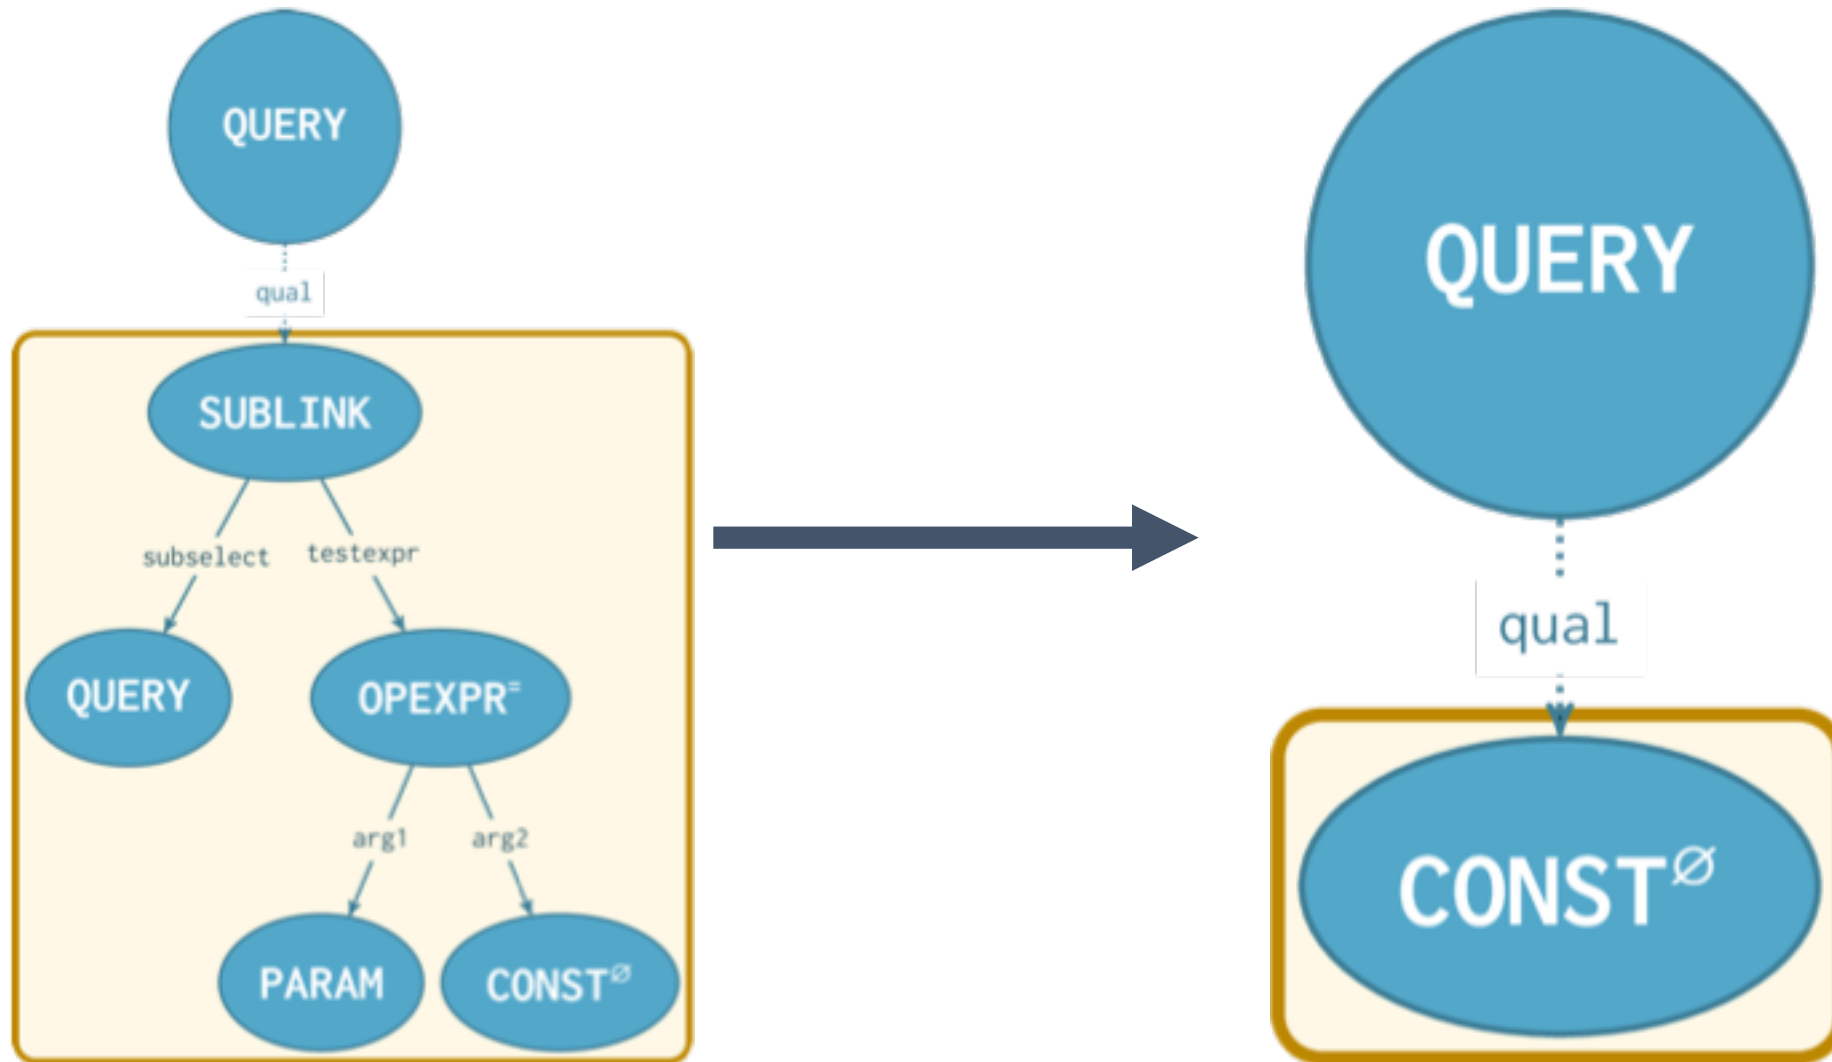 QUERY
qual
SUBLINK
subselect
testexpr
QUERY
OPEXPR⁼
arg1
arg2
PARAM
CONST^∅
QUERY
qual
CONST^∅